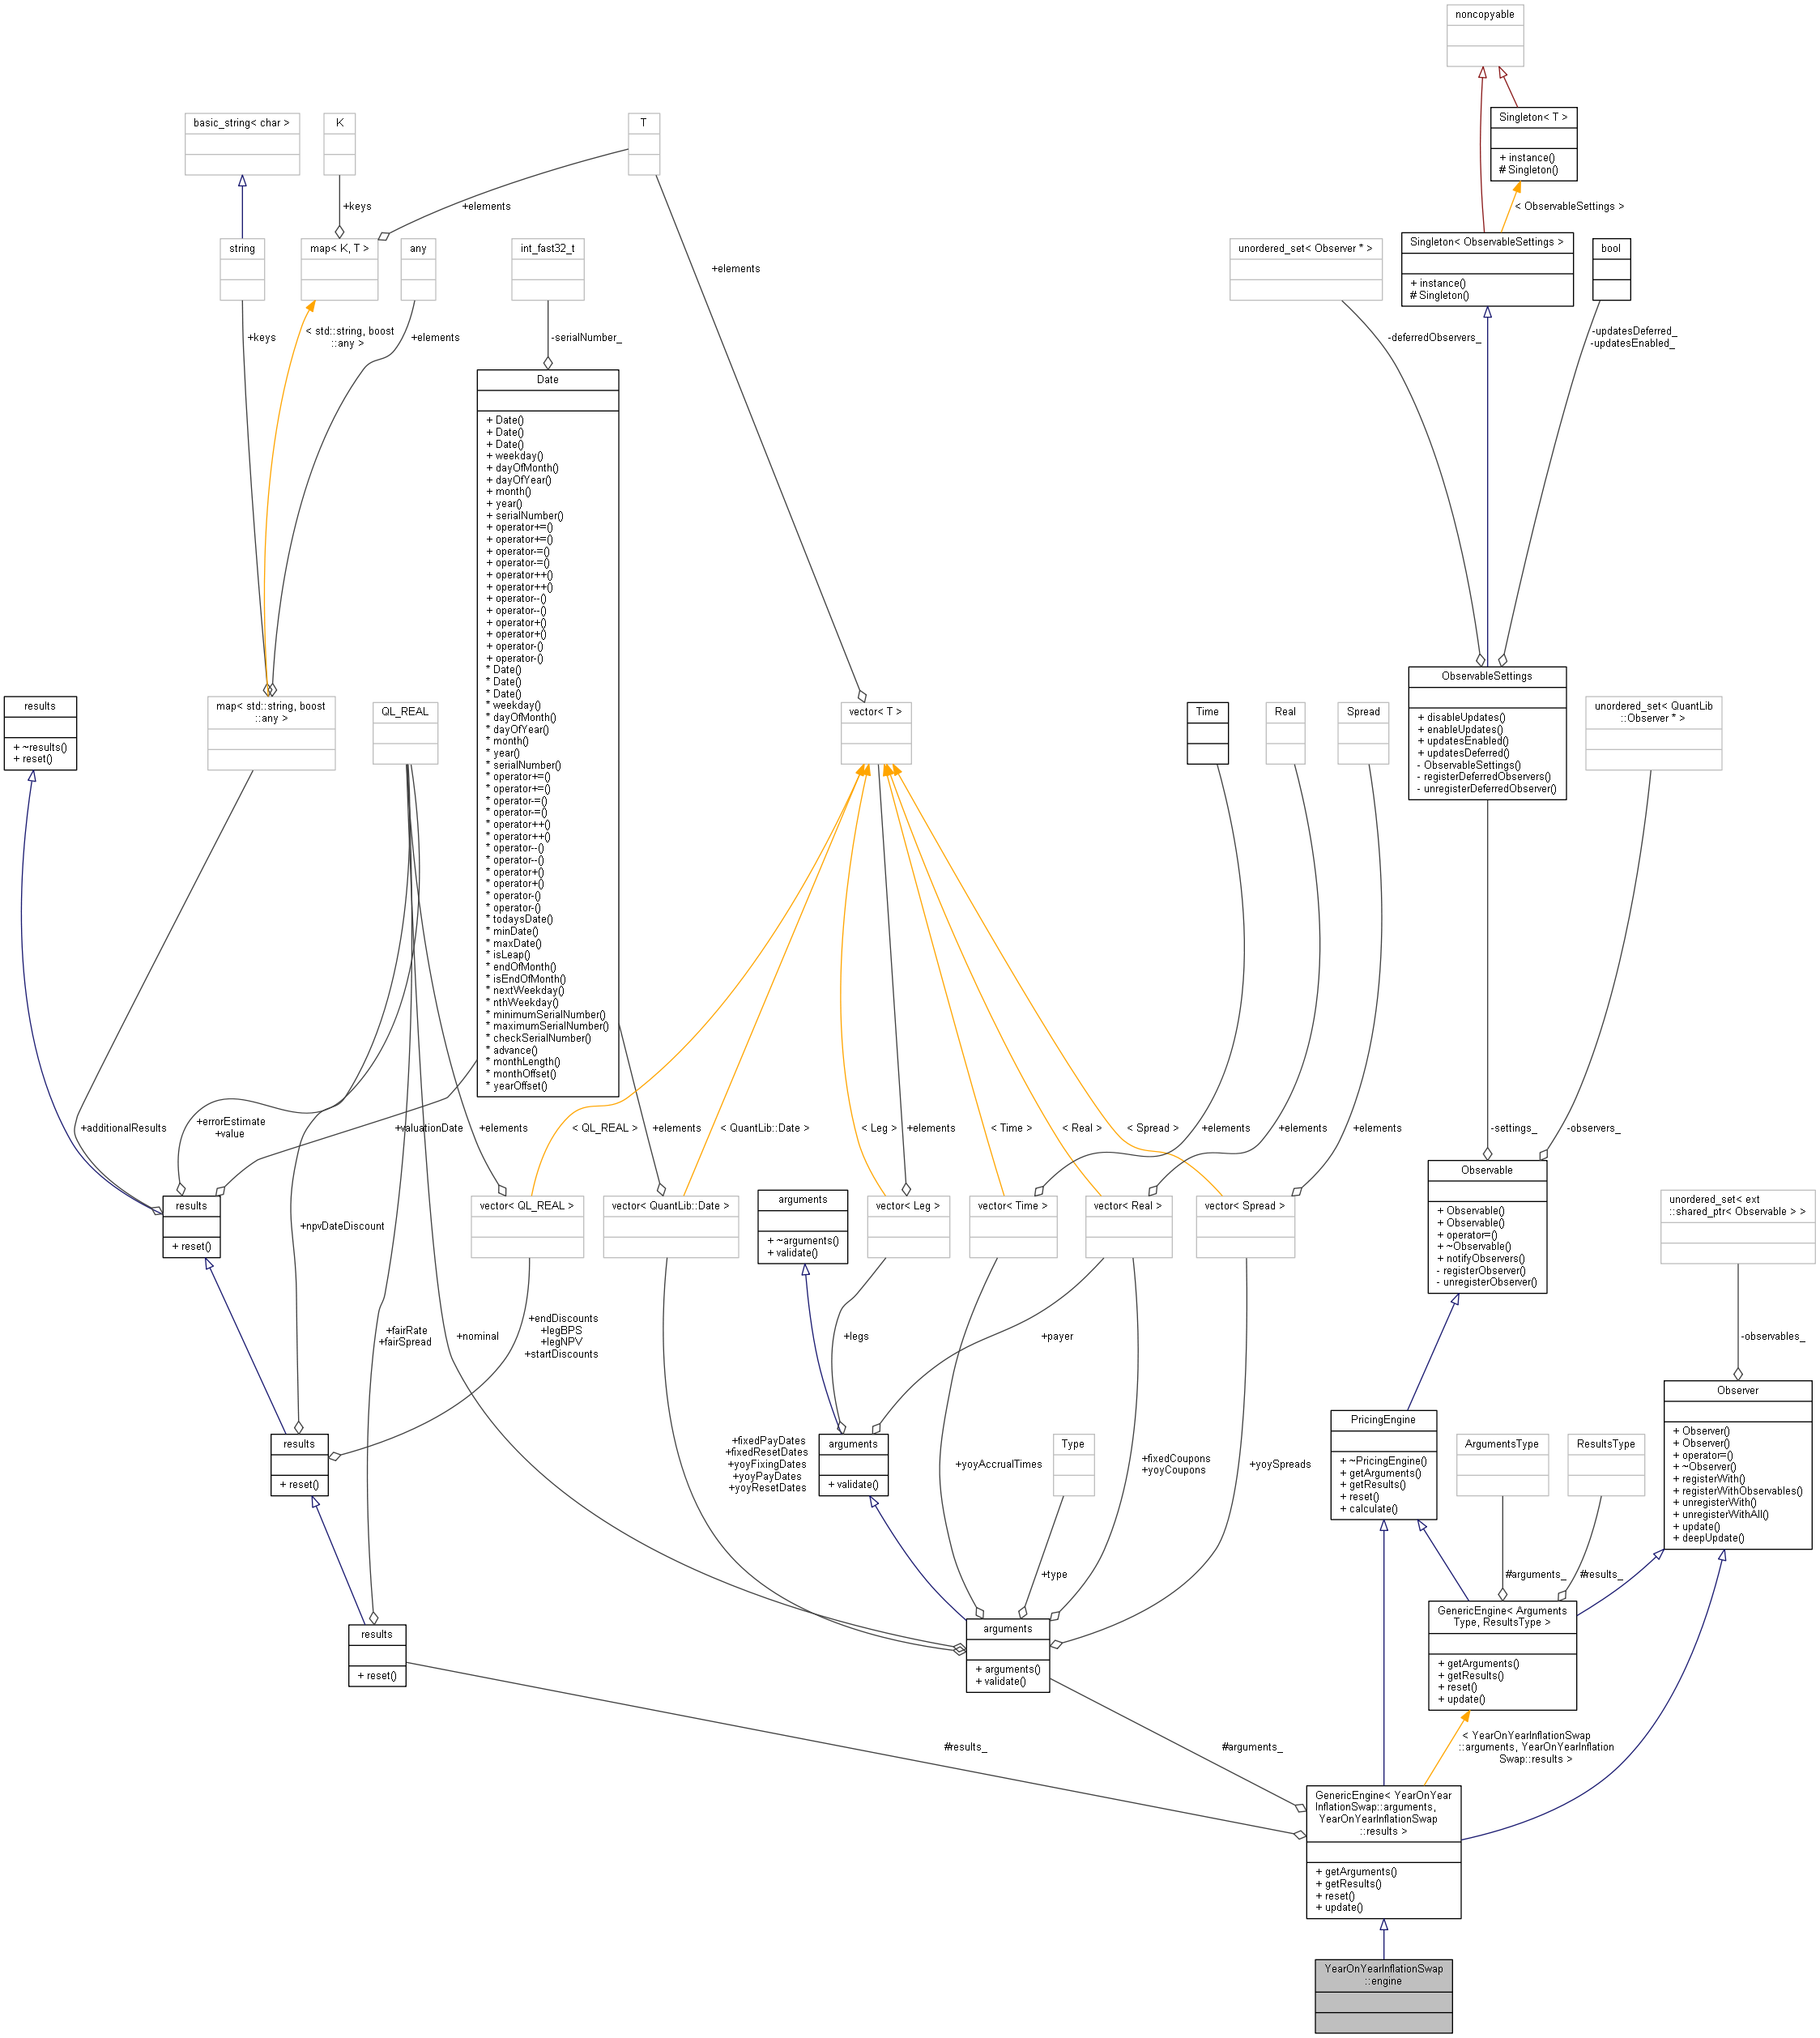 noncopyable
basic_string< char >
K
T
Singleton< T >
+ instance()
# Singleton()
+keys
+elements
< ObservableSettings >
string
map< K, T >
any
int_fast32_t
unordered_set< Observer * >
Singleton< ObservableSettings >
+ instance()
# Singleton()
bool
+elements
+keys
< std::string, boost
::any >
+elements
-serialNumber_
-deferredObservers_
-updatesDeferred_
-updatesEnabled_
Date
+ Date()
+ Date()
+ Date()
+ weekday()
+ dayOfMonth()
+ dayOfYear()
+ month()
+ year()
+ serialNumber()
+ operator+=()
+ operator+=()
+ operator-=()
+ operator-=()
+ operator++()
+ operator++()
+ operator--()
+ operator--()
+ operator+()
+ operator+()
+ operator-()
+ operator-()
* Date()
* Date()
* Date()
* weekday()
* dayOfMonth()
* dayOfYear()
* month()
* year()
* serialNumber()
* operator+=()
* operator+=()
* operator-=()
* operator-=()
* operator++()
* operator++()
* operator--()
* operator--()
* operator+()
* operator+()
* operator-()
* operator-()
* todaysDate()
* minDate()
* maxDate()
* isLeap()
* endOfMonth()
* isEndOfMonth()
* nextWeekday()
* nthWeekday()
* minimumSerialNumber()
* maximumSerialNumber()
* checkSerialNumber()
* advance()
* monthLength()
* monthOffset()
* yearOffset()
results
+ ~results()
+ reset()
map< std::string, boost
::any >
QL_REAL
vector< T >
Time
Real
Spread
ObservableSettings
+ disableUpdates()
+ enableUpdates()
+ updatesEnabled()
+ updatesDeferred()
- ObservableSettings()
- registerDeferredObservers()
- unregisterDeferredObserver()
unordered_set< QuantLib
::Observer * >
+additionalResults
+errorEstimate
+value
+valuationDate
+elements
< QL_REAL >
+elements
< QuantLib::Date >
< Leg >
+elements
< Time >
< Real >
< Spread >
+elements
+elements
+elements
-settings_
-observers_
results
+ reset()
+npvDateDiscount
vector< QL_REAL >
vector< QuantLib::Date >
arguments
+ ~arguments()
+ validate()
vector< Leg >
vector< Time >
vector< Real >
vector< Spread >
Observable
+ Observable()
+ Observable()
+ operator=()
+ ~Observable()
+ notifyObservers()
- registerObserver()
- unregisterObserver()
unordered_set< ext
::shared_ptr< Observable > >
+fairRate
+fairSpread
+nominal
+endDiscounts
+legBPS
+legNPV
+startDiscounts
+legs
+payer
-observables_
results
+ reset()
+fixedPayDates
+fixedResetDates
+yoyFixingDates
+yoyPayDates
+yoyResetDates
arguments
+ validate()
+yoyAccrualTimes
Type
+fixedCoupons
+yoyCoupons
+yoySpreads
PricingEngine
+ ~PricingEngine()
+ getArguments()
+ getResults()
+ reset()
+ calculate()
ArgumentsType
ResultsType
Observer
+ Observer()
+ Observer()
+ operator=()
+ ~Observer()
+ registerWith()
+ registerWithObservables()
+ unregisterWith()
+ unregisterWithAll()
+ update()
+ deepUpdate()
+type
#arguments_
#results_
results
+ reset()
arguments
+ arguments()
+ validate()
GenericEngine< Arguments
Type, ResultsType >
+ getArguments()
+ getResults()
+ reset()
+ update()
#results_
#arguments_
< YearOnYearInflationSwap
::arguments, YearOnYearInflation
Swap::results >
GenericEngine< YearOnYear
InflationSwap::arguments,
YearOnYearInflationSwap
::results >
+ getArguments()
+ getResults()
+ reset()
+ update()
YearOnYearInflationSwap
::engine